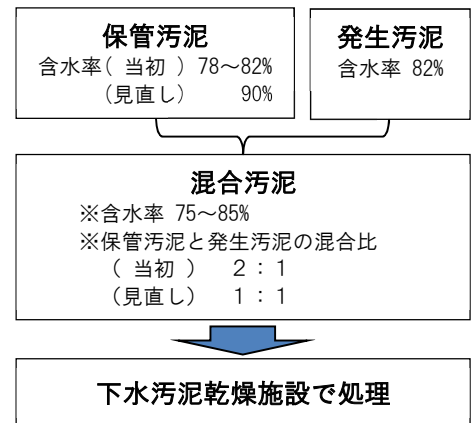 保管汚泥
含水率( 当初 ) 78～82%
(見直し) 90%
発生汚泥
含水率 82%
混合汚泥
※含水率 75～85%
※保管汚泥と発生汚泥の混合比
( 当初 ) 2：1
(見直し) 1：1
下水汚泥乾燥施設で処理